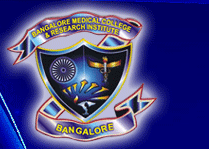 BANGALORE MEDICAL COLLEGE
& RESEARCH INSTITUTE
BANGALORE